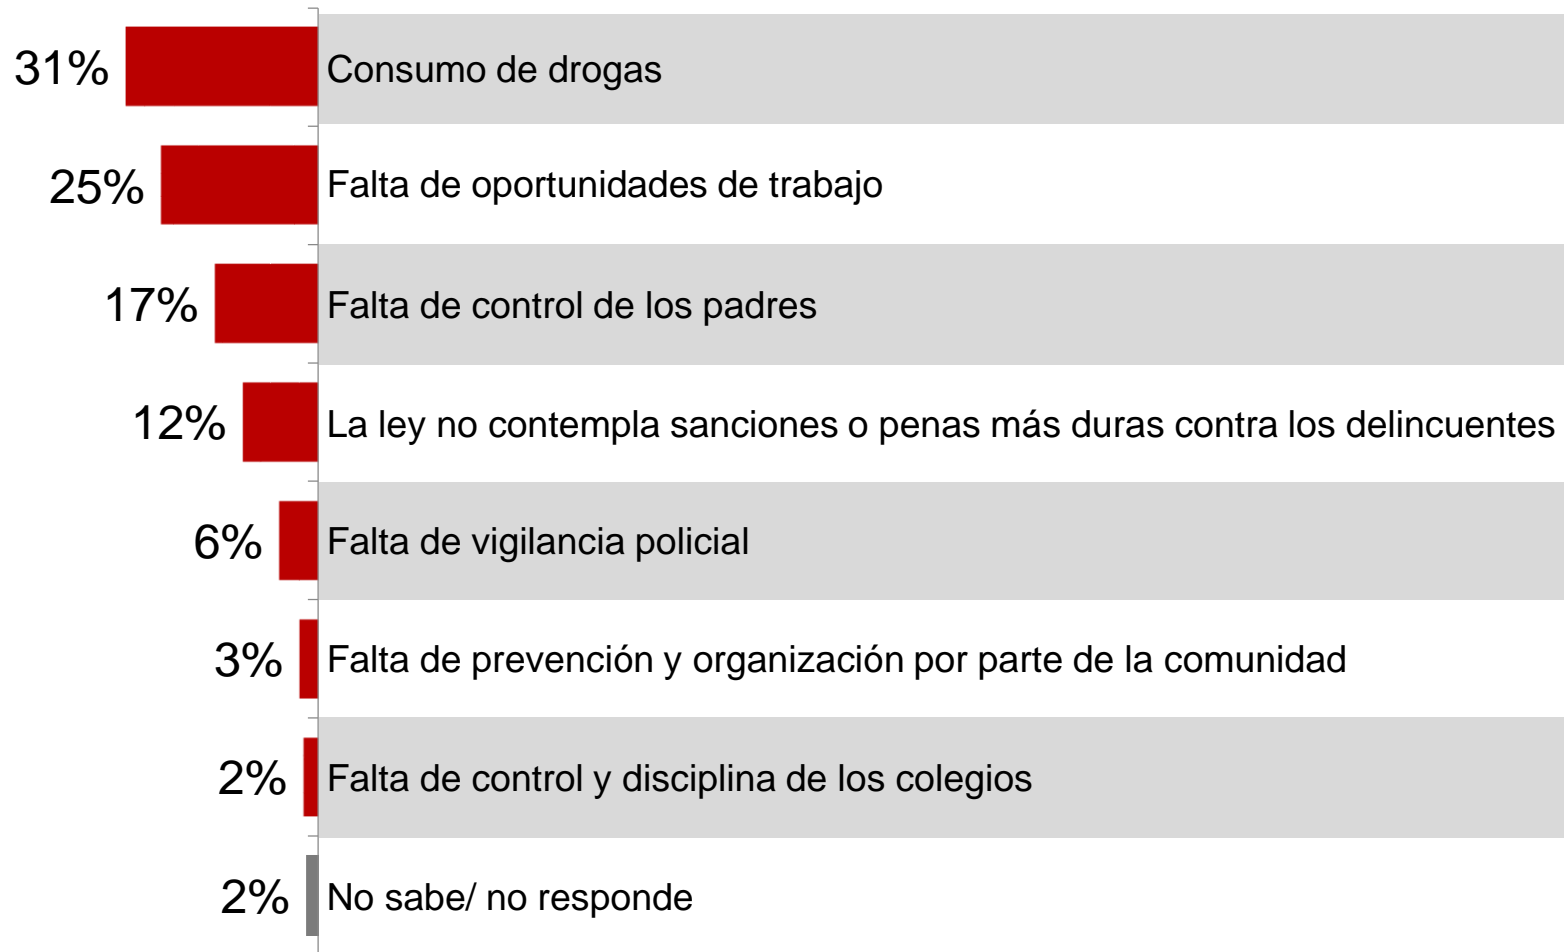 31% Consumo de drogas
25% Falta de oportunidades de trabajo
17% Falta de control de los padres
12% La ley no contempla sanciones o penas más duras contra los delincuentes
6% Falta de vigilancia policial
3% Falta de prevención y organización por parte de la comunidad
2% Falta de control y disciplina de los colegios
2% No sabe/ no responde